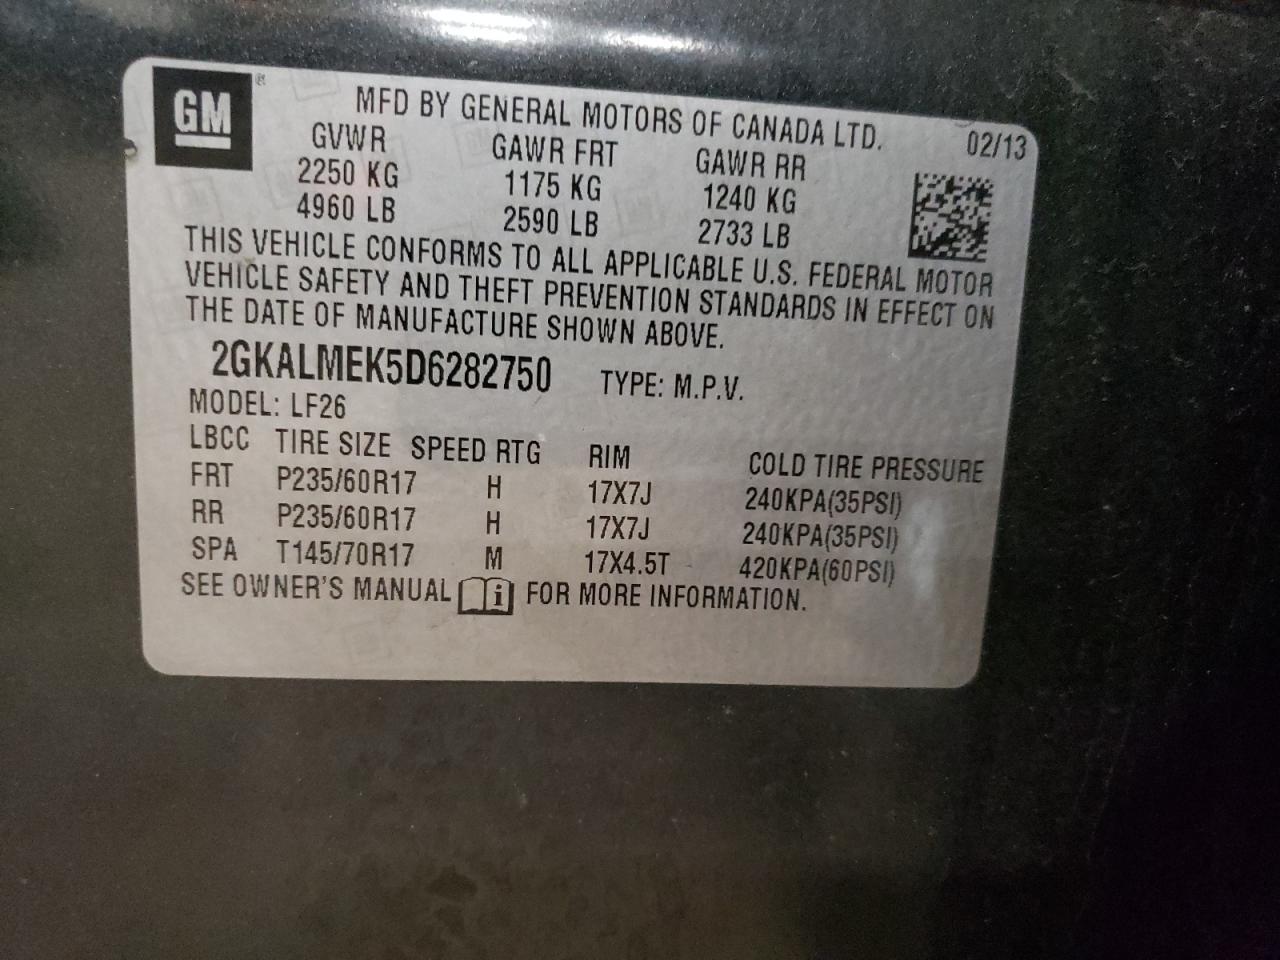 GM ®
MFD BY GENERAL MOTORS OF CANADA LTD. 02/13
GVWR GAWR FRT GAWR RR
2250 KG 1175 KG 1240 KG
4960 LB 2590 LB 2733 LB
THIS VEHICLE CONFORMS TO ALL APPLICABLE U.S. FEDERAL MOTOR
VEHICLE SAFETY AND THEFT PREVENTION STANDARDS IN EFFECT ON
THE DATE OF MANUFACTURE SHOWN ABOVE.
2GKALMEK5D6282750 TYPE: M.P.V.
MODEL: LF26
LBCC TIRE SIZE SPEED RTG RIM COLD TIRE PRESSURE
FRT P235/60R17 H 17X7J 240KPA(35PSI)
RR P235/60R17 H 17X7J 240KPA(35PSI)
SPA T145/70R17 M 17X4.5T 420KPA(60PSI)
SEE OWNER'S MANUAL i FOR MORE INFORMATION.